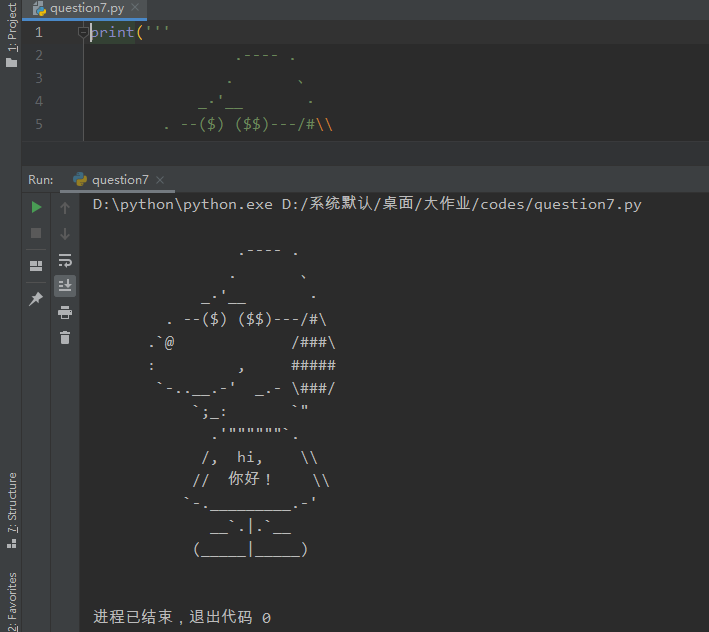 question7.py
1: Project
1 print('''
2                 .---- .
3                .       、
4             _.'__       .
5         . --($) ($$)---/#\\
Run: question7
D:\python\python.exe D:/系统默认/桌面/大作业/codes/question7.py
                .---- .
               .       、
            _.'__       .
        . --($) ($$)---/#\
      .`@             /###\
      :         ,     #####
       `-..__.-'  _.- \###/
           `;_:       `"
             .'""""""`.
            /,  hi,    \\
           //  你好！    \\
          `-._________.-'
             __`.|.`__
           (_____|_____)
进程已结束，退出代码 0
7: Structure
2: Favorites